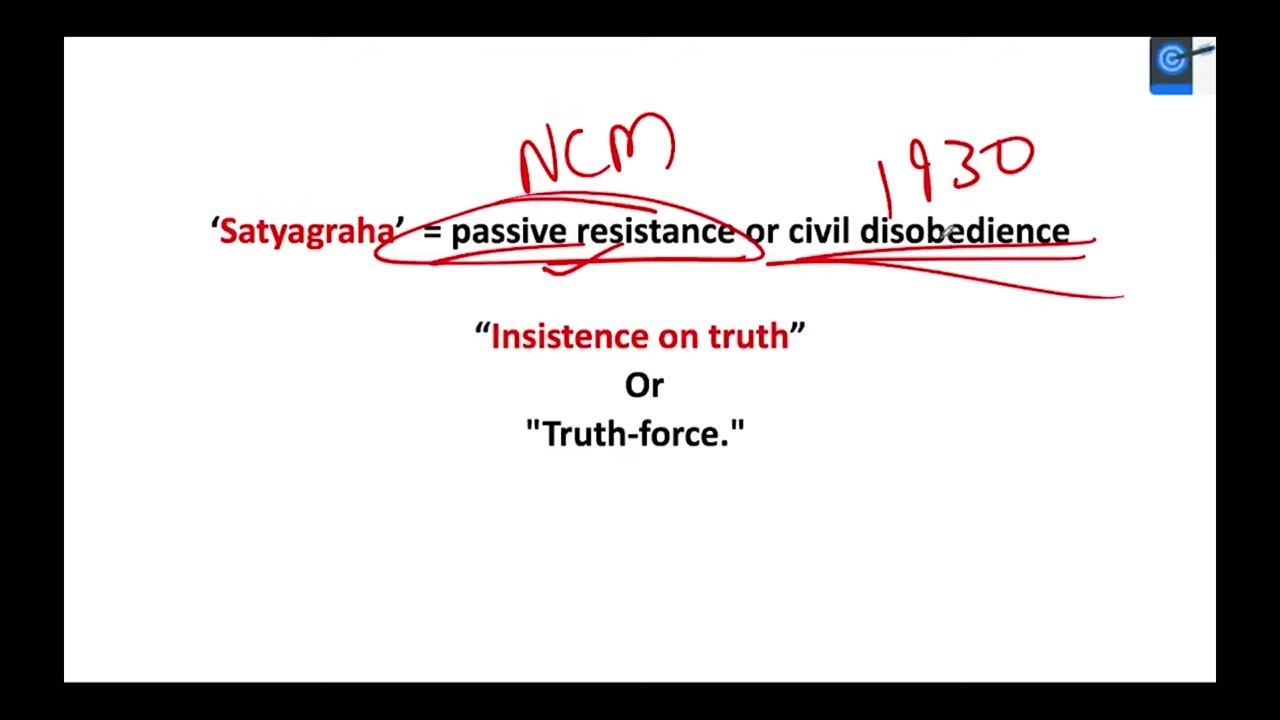 NCM 1930
‘Satyagraha’ = passive resistance or civil disobedience
“Insistence on truth”
Or
"Truth-force."